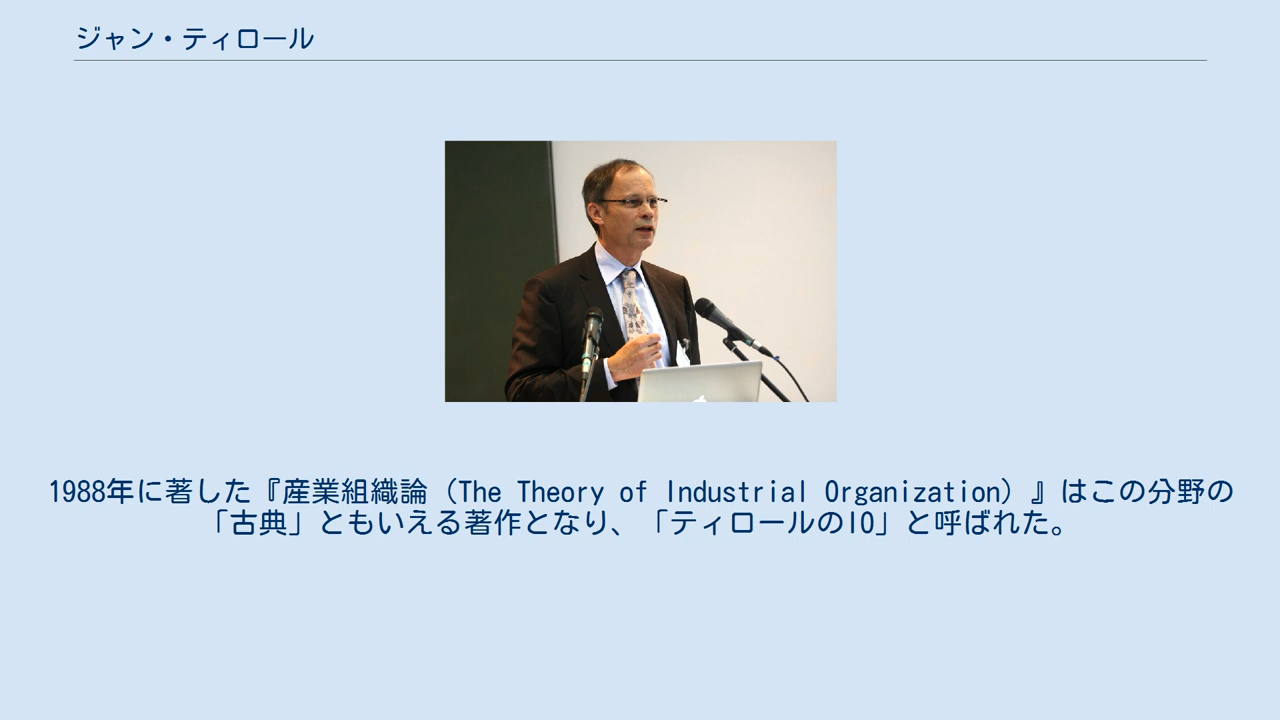 ジャン・ティロール
1988年に著した『産業組織論（The Theory of Industrial Organization）』はこの分野の
「古典」ともいえる著作となり、「ティロールのIO」と呼ばれた。